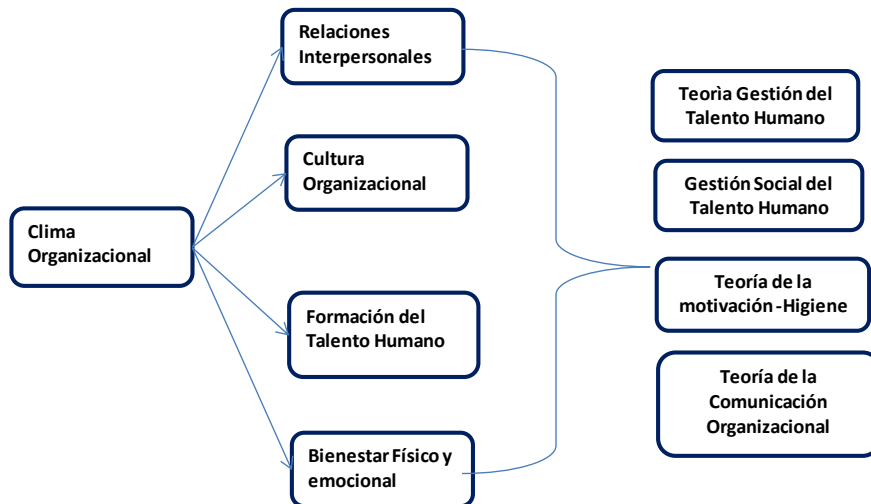 Relaciones
Interpersonales
Cultura
Organizacional
Clima
Organizacional
Formación del
Talento Humano
Bienestar Físico y
emocional
Teorìa Gestión del
Talento Humano
Gestión Social del
Talento Humano
Teoría de la
motivación -Higiene
Teoría de la
Comunicación
Organizacional